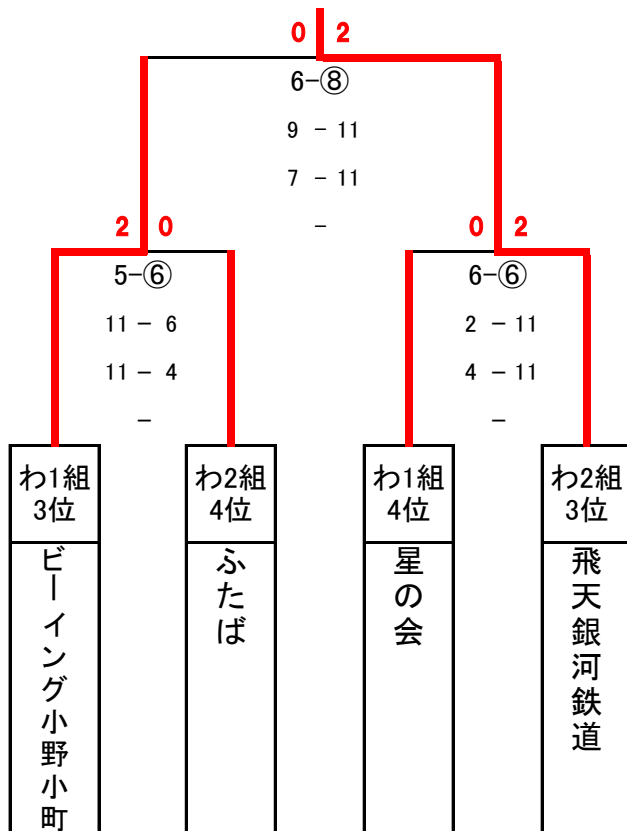 0 2
6-⑧
9 - 11
7 - 11
-
2 0
0 2
5-⑥
6-⑥
11 - 6
2 - 11
11 - 4
4 - 11
-
-
わ1組
3位
わ2組
4位
わ1組
4位
わ2組
3位
ビーイング小野小町
ふたば
星の会
飛天銀河鉄道